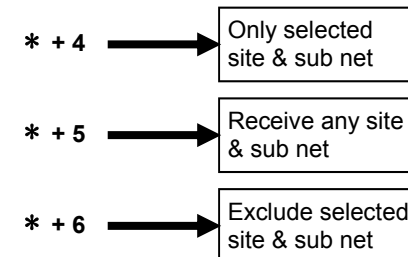 * + 4
Only selected
site & sub net
* + 5
Receive any site
& sub net
* + 6
Exclude selected
site & sub net